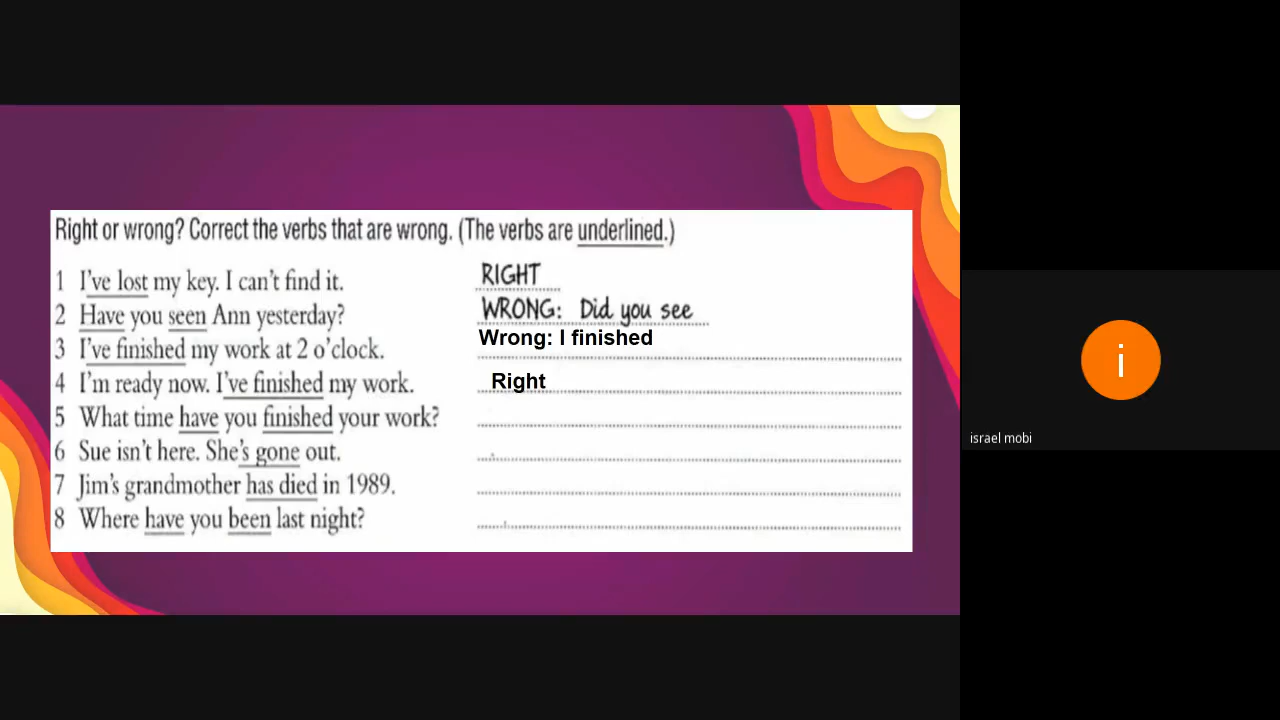 Right or wrong? Correct the verbs that are wrong. (The verbs are underlined.)
1 I've lost my key. I can't find it. RIGHT
2 Have you seen Ann yesterday? WRONG: Did you see
3 I've finished my work at 2 o'clock. Wrong: I finished
4 I'm ready now. I've finished my work. Right
5 What time have you finished your work?
6 Sue isn't here. She's gone out.
7 Jim's grandmother has died in 1989.
8 Where have you been last night?
i
israel mobi